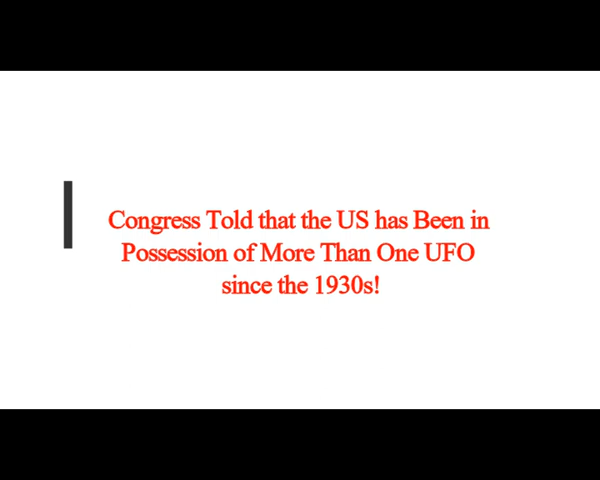 Congress Told that the US has Been in
Possession of More Than One UFO
since the 1930s!